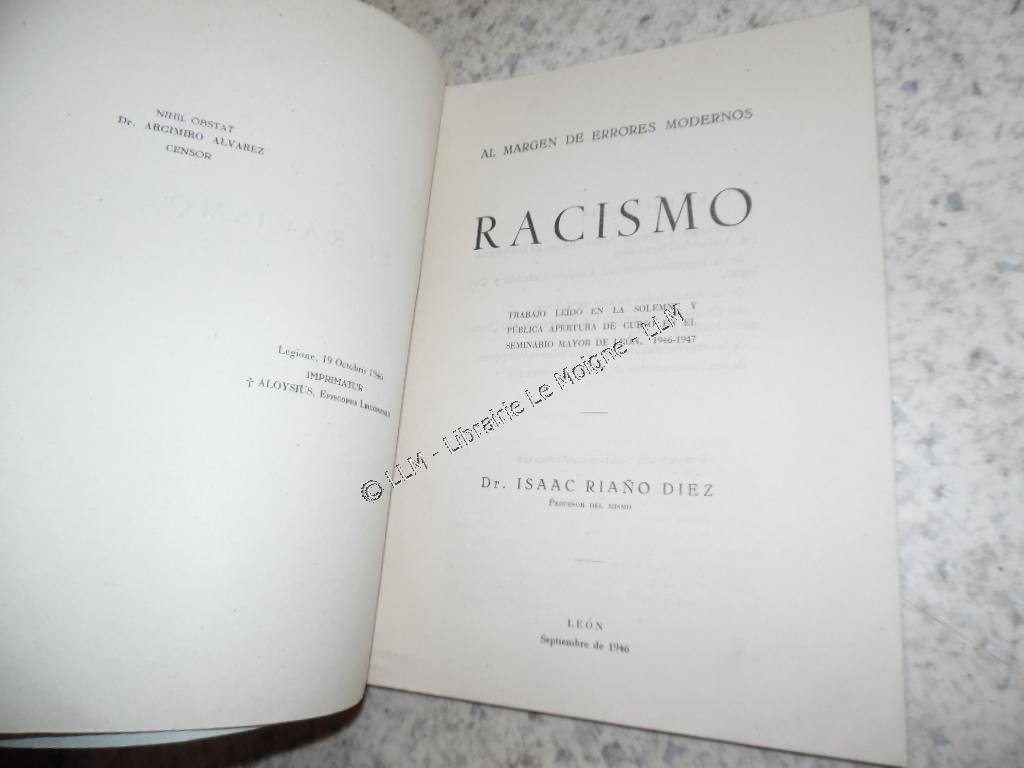 NIHIL OBSTAT
Dr. ARGIMIRO ALVAREZ
CENSOR
Legione, 19 Octobris 1946
IMPRIMATUR
† ALOYSIUS, Episcopus
AL MARGEN DE ERRORES MODERNOS
RACISMO
TRABAJO LEÍDO EN LA SOLEMNE Y
PÚBLICA APERTURA DE CURSO EN EL
SEMINARIO MAYOR DE LEÓN, 1946-1947
Dr. ISAAC RIAÑO DIEZ
Profesor del mismo
LEÓN
Septiembre de 1946
© LLM - Librairie Le Moigne - LLM